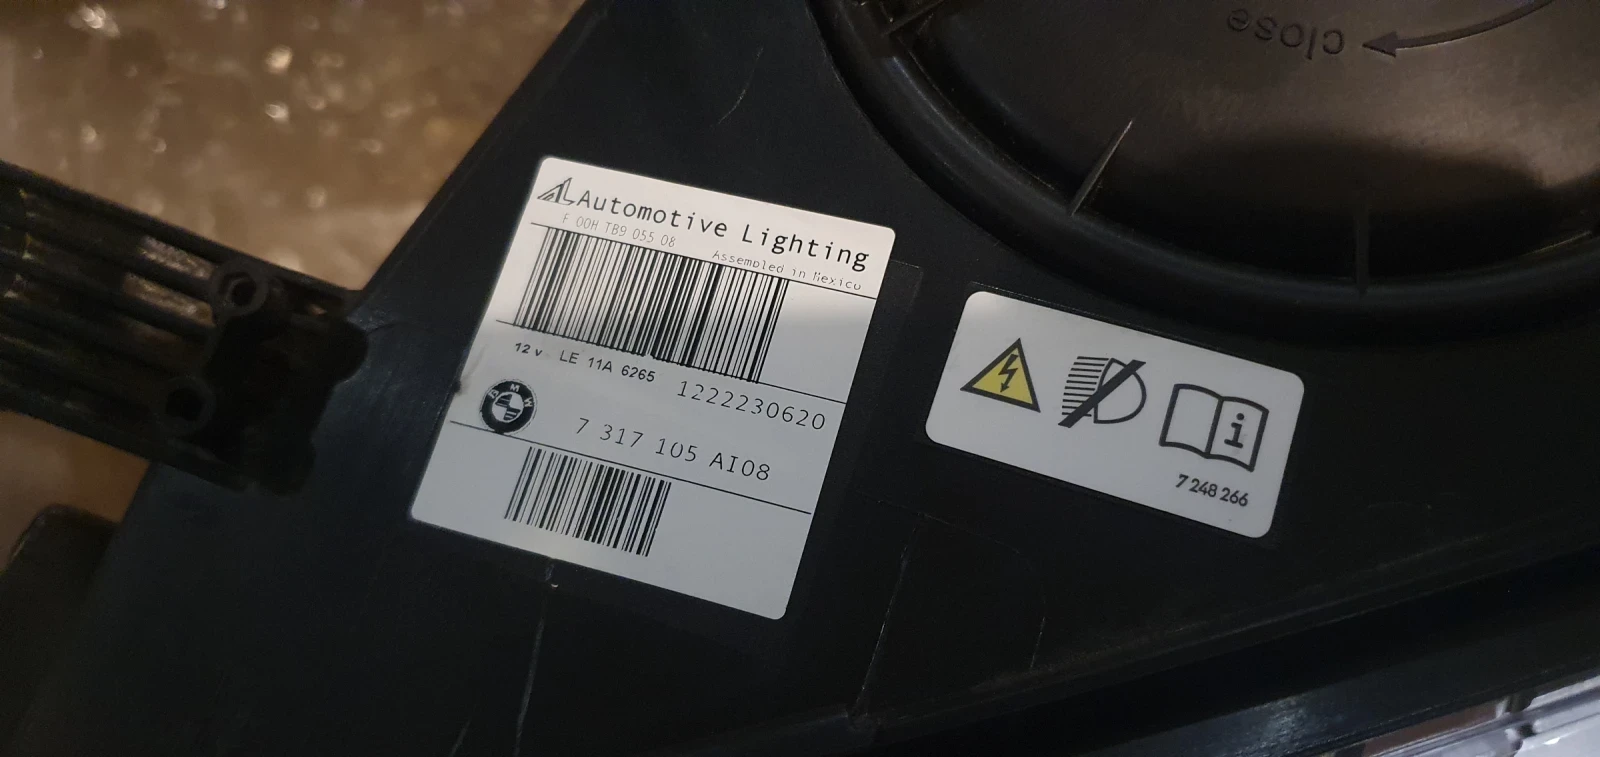 close
AL Automotive Lighting
F 00H TB9 055 08
Assembled in Mexico
12 v LE 11A 6265 1222230620
BMW
7 317 105 AI08
i
7 248 266